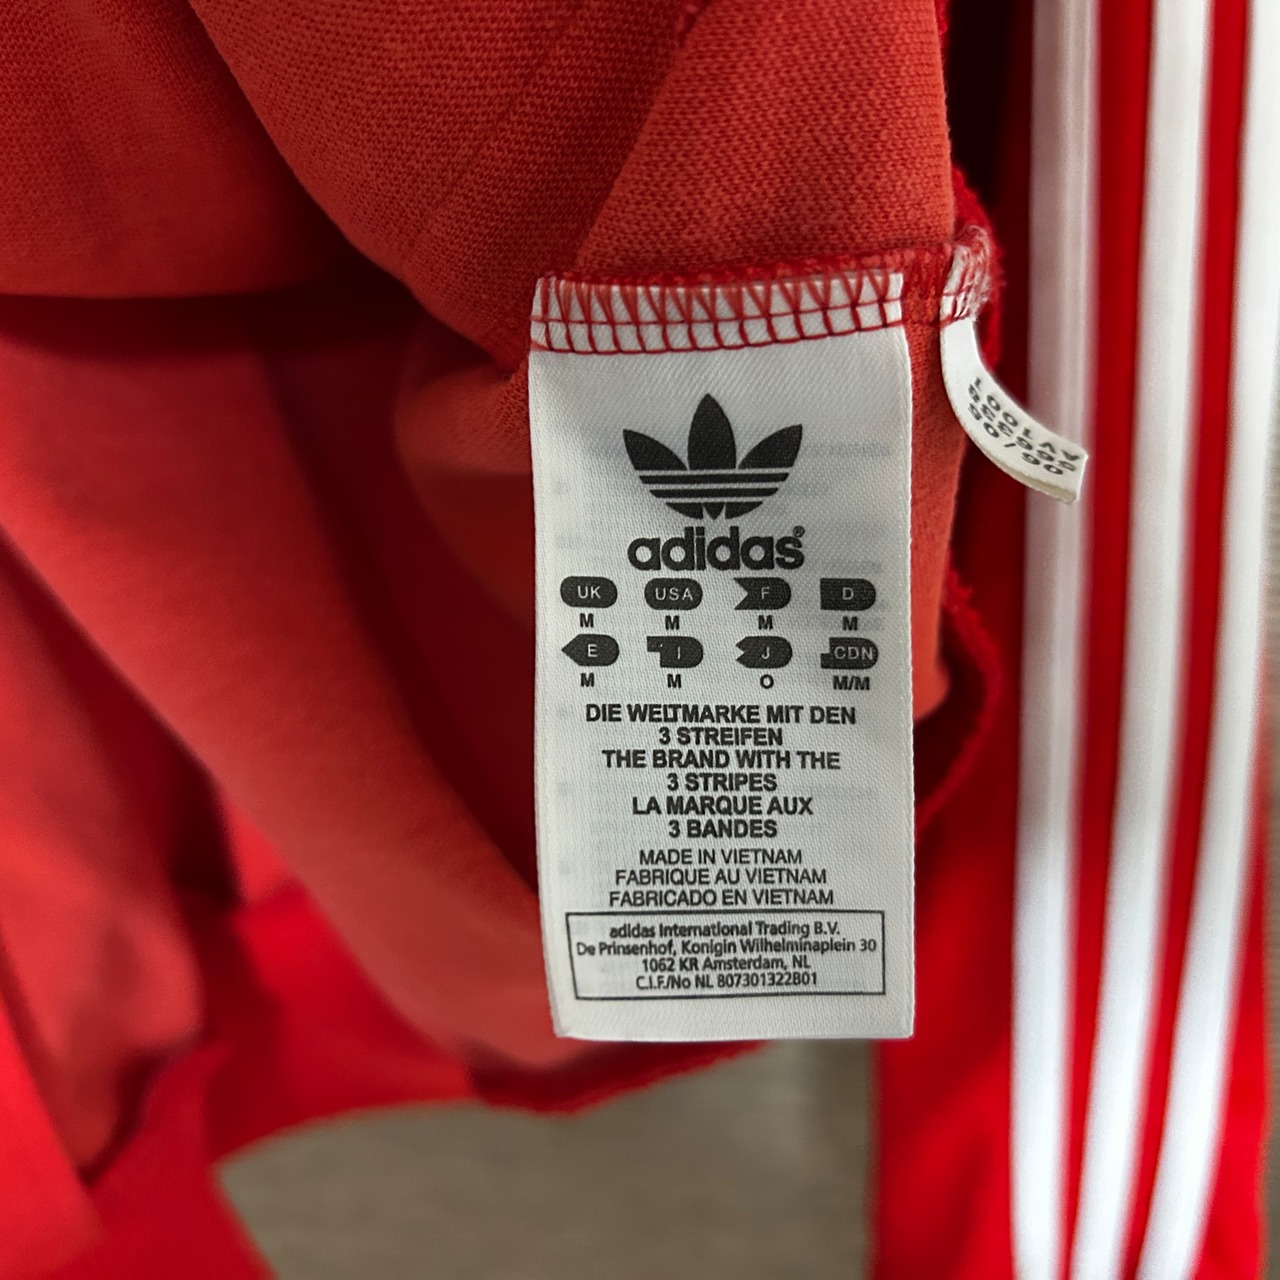 adidas®
UK USA F D
M M M M
E I J CDN
M M O M/M
DIE WELTMARKE MIT DEN
3 STREIFEN
THE BRAND WITH THE
3 STRIPES
LA MARQUE AUX
3 BANDES
MADE IN VIETNAM
FABRIQUE AU VIETNAM
FABRICADO EN VIETNAM
adidas International Trading B.V.
De Prinsenhof, Konigin Wilhelminaplein 30
1062 KR Amsterdam, NL
C.I.F./No NL 807301322B01